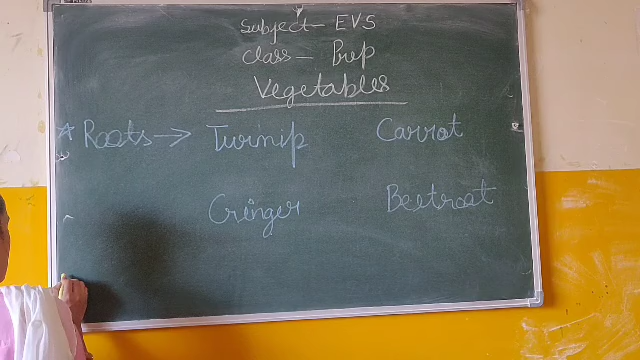 Subject- EVS
Class- Prep
Vegetables
* Roots → Turnip Carrot
Ginger Beetroot